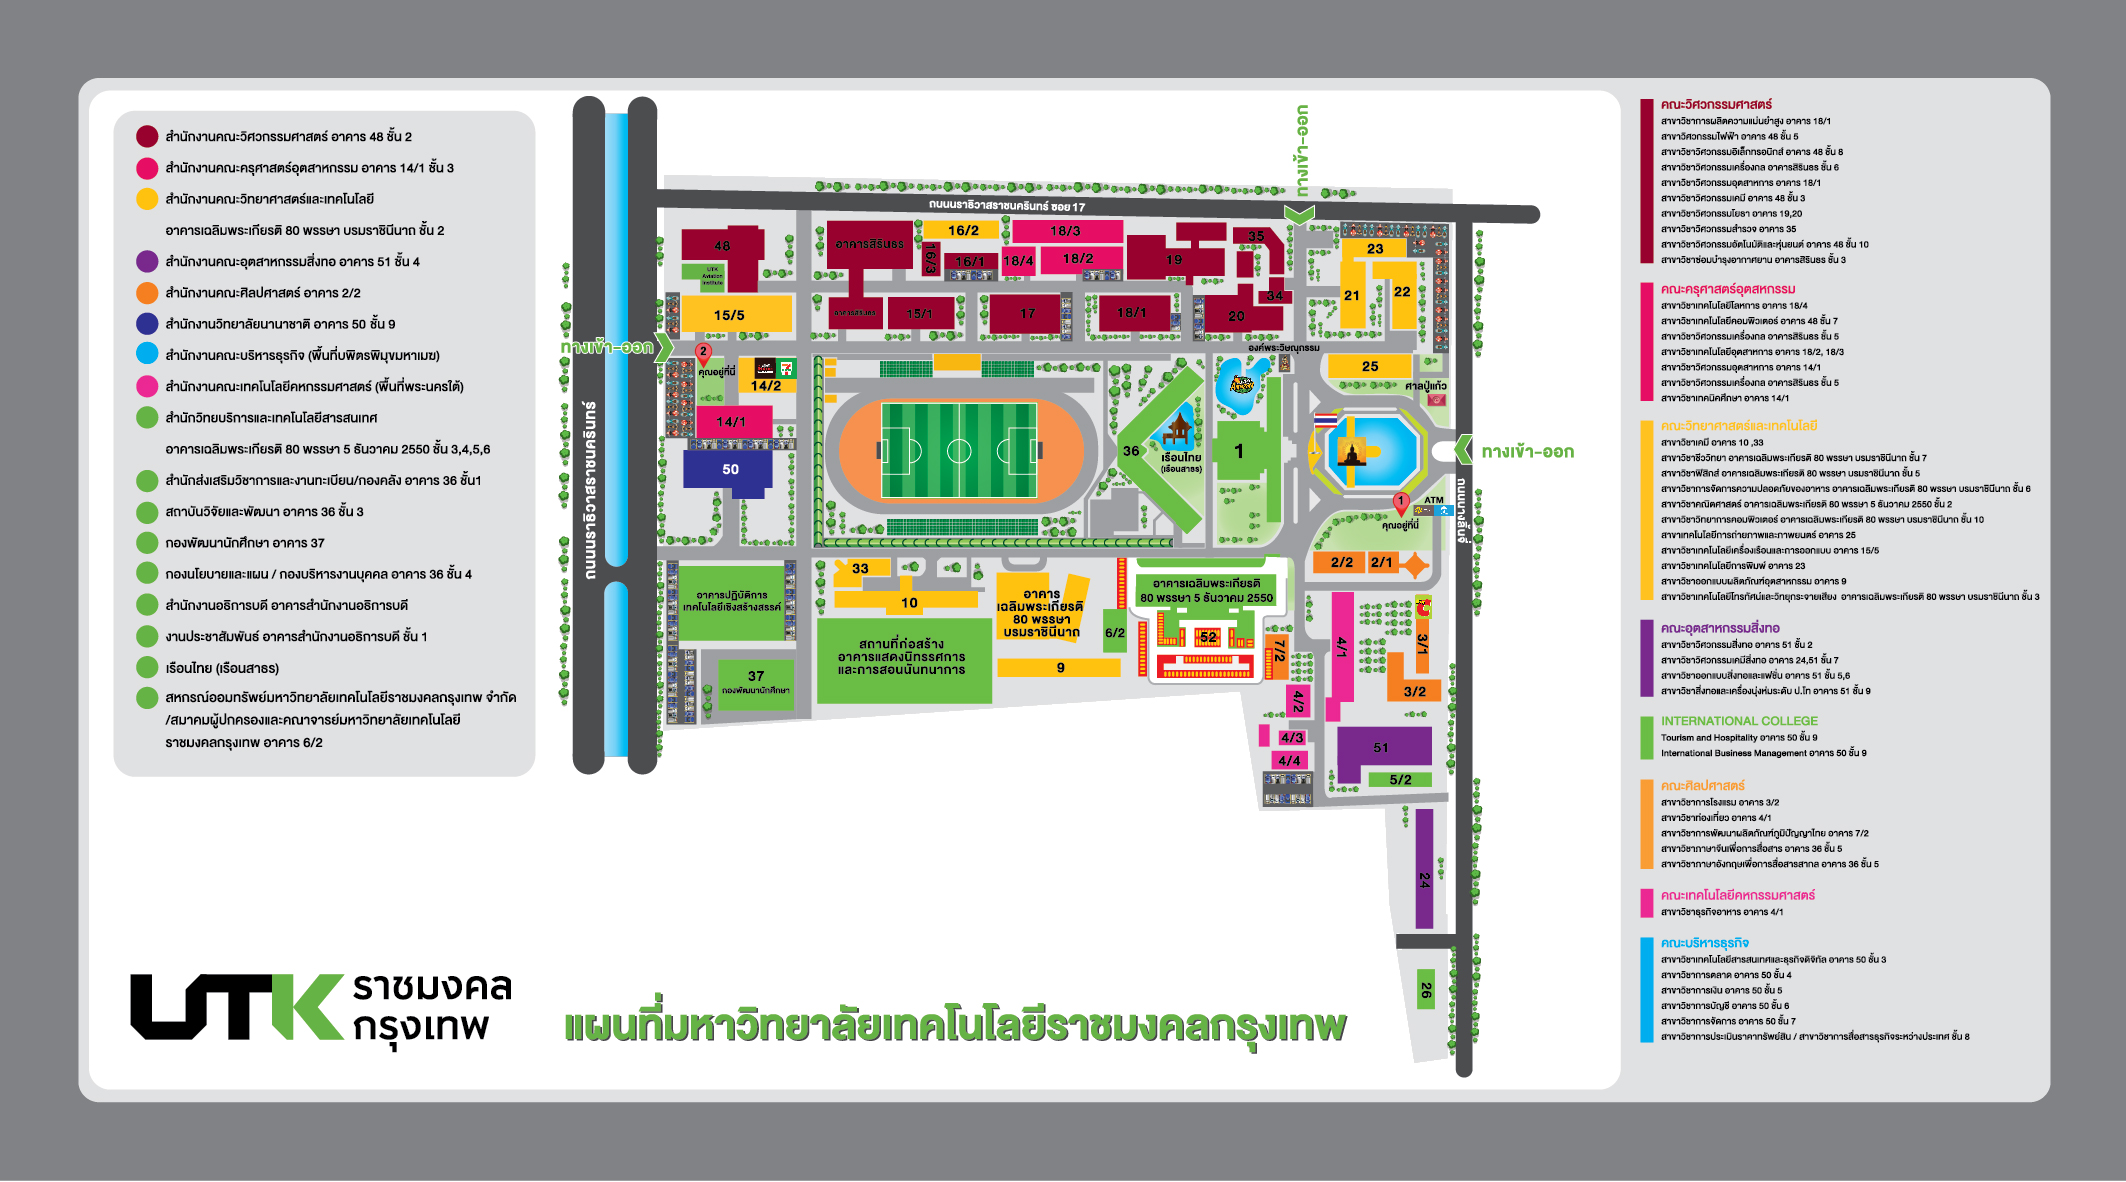 สำนักงานคณะวิศวกรรมศาสตร์ อาคาร 48 ชั้น 2
สำนักงานคณะครุศาสตร์อุตสาหกรรม อาคาร 14/1 ชั้น 3
สำนักงานคณะวิทยาศาสตร์และเทคโนโลยี
อาคารเฉลิมพระเกียรติ 80 พรรษา บรมราชินีนาถ ชั้น 2
สำนักงานคณะอุตสาหกรรมสิ่งทอ อาคาร 51 ชั้น 4
สำนักงานคณะศิลปศาสตร์ อาคาร 2/2
สำนักงานวิทยาลัยนานาชาติ อาคาร 50 ชั้น 9
สำนักงานคณะบริหารธุรกิจ (พื้นที่บพิตรพิมุขมหาเมฆ)
สำนักงานคณะเทคโนโลยีคหกรรมศาสตร์ (พื้นที่พระนครใต้)
สำนักวิทยบริการและเทคโนโลยีสารสนเทศ
อาคารเฉลิมพระเกียรติ 80 พรรษา 5 ธันวาคม 2550 ชั้น 3,4,5,6
สำนักส่งเสริมวิชาการและงานทะเบียน/กองคลัง อาคาร 36 ชั้น1
สถาบันวิจัยและพัฒนา อาคาร 36 ชั้น 3
กองพัฒนานักศึกษา อาคาร 37
กองนโยบายและแผน / กองบริหารงานบุคคล อาคาร 36 ชั้น 4
สำนักงานอธิการบดี อาคารสำนักงานอธิการบดี
งานประชาสัมพันธ์ อาคารสำนักงานอธิการบดี ชั้น 1
เรือนไทย (เรือนสาธร)
สหกรณ์ออมทรัพย์มหาวิทยาลัยเทคโนโลยีราชมงคลกรุงเทพ จำกัด
/สมาคมผู้ปกครองและคณาจารย์มหาวิทยาลัยเทคโนโลยี
ราชมงคลกรุงเทพ อาคาร 6/2
ทางเข้า-ออก
ถนนนราธิวาสราชนครินทร์ ซอย 17
48
UTK
Aviation
Institute
อาคารสิรินธร
16/3
16/2
16/1
18/3
18/4
18/2
19
35
34
23
21
22
15/5
อาคารสิรินธร
15/1
17
18/1
20
ทางเข้า-ออก
2
คุณอยู่ที่นี่
14/2
14/1
50
องค์พระวิษณุกรรม
25
ศาลปู่แก้ว
36
เรือนไทย
(เรือนสาธร)
1
ทางเข้า-ออก
1
คุณอยู่ที่นี่
ATM
ถนนนางลิ้นจี่
ถนนนราธิวาสราชนครินทร์
อาคารปฏิบัติการ
เทคโนโลยีเชิงสร้างสรรค์
37
กองพัฒนานักศึกษา
33
10
สถานที่ก่อสร้าง
อาคารแสดงนิทรรศการ
และการสอนนันทนาการ
อาคาร
เฉลิมพระเกียรติ
80 พรรษา
บรมราชินีนาถ
9
6/2
อาคารเฉลิมพระเกียรติ
80 พรรษา 5 ธันวาคม 2550
52
7/2
2/2
2/1
4/1
3/1
3/2
4/2
4/3
4/4
51
5/2
24
26
UTK
ราชมงคล
กรุงเทพ
แผนที่มหาวิทยาลัยเทคโนโลยีราชมงคลกรุงเทพ
คณะวิศวกรรมศาสตร์
สาขาวิชาการผลิตความแม่นยำสูง อาคาร 18/1
สาขาวิศวกรรมไฟฟ้า อาคาร 48 ชั้น 5
สาขาวิชาวิศวกรรมอิเล็กทรอนิกส์ อาคาร 48 ชั้น 8
สาขาวิชาวิศวกรรมเครื่องกล อาคารสิรินธร ชั้น 6
สาขาวิชาวิศวกรรมอุตสาหการ อาคาร 18/1
สาขาวิชาวิศวกรรมเคมี อาคาร 48 ชั้น 3
สาขาวิชาวิศวกรรมโยธา อาคาร 19,20
สาขาวิชาวิศวกรรมสำรวจ อาคาร 35
สาขาวิชาวิศวกรรมอัตโนมัติและหุ่นยนต์ อาคาร 48 ชั้น 10
สาขาวิชาซ่อมบำรุงอากาศยาน อาคารสิรินธร ชั้น 3
คณะครุศาสตร์อุตสหกรรม
สาขาวิชาเทคโนโลยีโลหการ อาคาร 18/4
สาขาวิชาเทคโนโลยีคอมพิวเตอร์ อาคาร 48 ชั้น 7
สาขาวิชาวิศวกรรมเครื่องกล อาคารสิรินธร ชั้น 5
สาขาวิชาเทคโนโลยีอุตสาหการ อาคาร 18/2, 18/3
สาขาวิชาวิศวกรรมอุตสาหการ อาคาร 14/1
สาขาวิชาวิศวกรรมเครื่องกล อาคารสิรินธร ชั้น 5
สาขาวิชาเทคนิคศึกษา อาคาร 14/1
คณะวิทยาศาสตร์และเทคโนโลยี
สาขาวิชาเคมี อาคาร 10 ,33
สาขาวิชาชีววิทยา อาคารเฉลิมพระเกียรติ 80 พรรษา บรมราชินีนาถ ชั้น 7
สาขาวิชาฟิสิกส์ อาคารเฉลิมพระเกียรติ 80 พรรษา บรมราชินีนาถ ชั้น 5
สาขาวิชาการจัดการความปลอดภัยของอาหาร อาคารเฉลิมพระเกียรติ 80 พรรษา บรมราชินีนาถ ชั้น 6
สาขาวิชาคณิตศาสตร์ อาคารเฉลิมพระเกียรติ 80 พรรษา 5 ธันวาคม 2550 ชั้น 2
สาขาวิชาวิทยาการคอมพิวเตอร์ อาคารเฉลิมพระเกียรติ 80 พรรษา บรมราชินีนาถ ชั้น 10
สาขาเทคโนโลยีการถ่ายภาพและภาพยนตร์ อาคาร 25
สาขาวิชาเทคโนโลยีเครื่องเรือนและการออกแบบ อาคาร 15/5
สาขาวิชาเทคโนโลยีการพิมพ์ อาคาร 23
สาขาวิชาออกแบบผลิตภัณฑ์อุตสาหกรรม อาคาร 9
สาขาวิชาเทคโนโลยีโทรทัศน์และวิทยุกระจายเสียง อาคารเฉลิมพระเกียรติ 80 พรรษา บรมราชินีนาถ ชั้น 3
คณะอุตสาหกรรมสิ่งทอ
สาขาวิชาวิศวกรรมสิ่งทอ อาคาร 51 ชั้น 2
สาขาวิชาวิศวกรรมเคมีสิ่งทอ อาคาร 24,51 ชั้น 7
สาขาวิชาออกแบบสิ่งทอและแฟชั่น อาคาร 51 ชั้น 5,6
สาขาวิชาสิ่งทอและเครื่องนุ่งห่มระดับ ป.โท อาคาร 51 ชั้น 9
INTERNATIONAL COLLEGE
Tourism and Hospitality อาคาร 50 ชั้น 9
International Business Management อาคาร 50 ชั้น 9
คณะศิลปศาสตร์
สาขาวิชาการโรงแรม อาคาร 3/2
สาขาวิชาท่องเที่ยว อาคาร 4/1
สาขาวิชาการพัฒนาผลิตภัณฑ์ภูมิปัญญาไทย อาคาร 7/2
สาขาวิชาภาษาจีนเพื่อการสื่อสาร อาคาร 36 ชั้น 5
สาขาวิชาภาษาอังกฤษเพื่อการสื่อสารสากล อาคาร 36 ชั้น 5
คณะเทคโนโลยีคหกรรมศาสตร์
สาขาวิชาธุรกิจอาหาร อาคาร 4/1
คณะบริหารธุรกิจ
สาขาวิชาเทคโนโลยีสารสนเทศและธุรกิจดิจิทัล อาคาร 50 ชั้น 3
สาขาวิชาการตลาด อาคาร 50 ชั้น 4
สาขาวิชาการเงิน อาคาร 50 ชั้น 5
สาขาวิชาการบัญชี อาคาร 50 ชั้น 6
สาขาวิชาการจัดการ อาคาร 50 ชั้น 7
สาขาวิชาการประเมินราคาทรัพย์สิน / สาขาวิชาการสื่อสารธุรกิจระหว่างประเทศ ชั้น 8